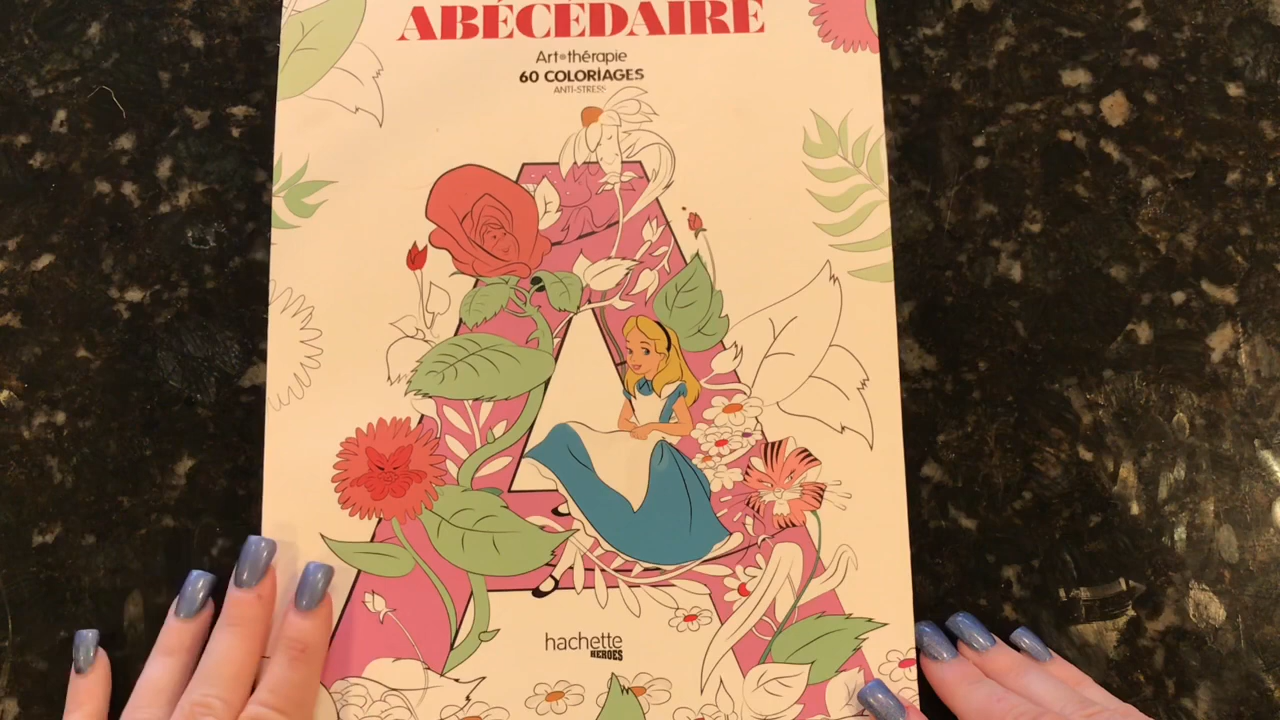 ABÉCÉDAIRE
Art•thérapie
60 COLORIAGES
ANTI-STRESS
hachette
HEROES